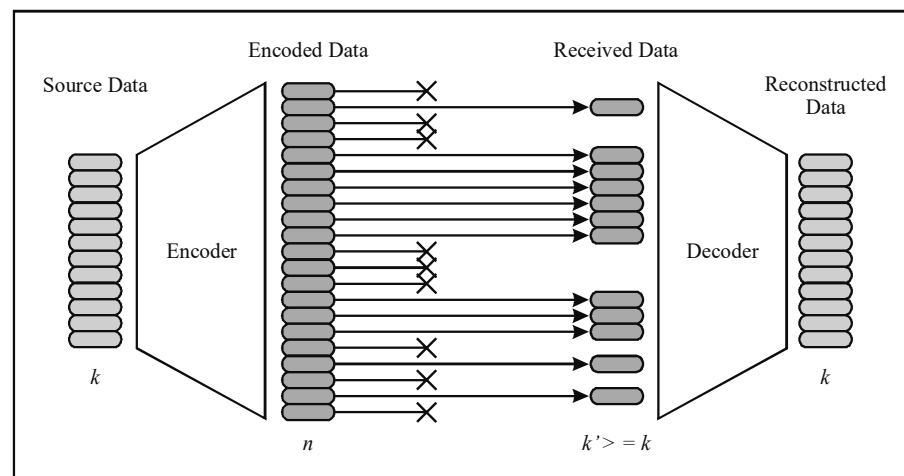 Source Data
Encoded Data
Received Data
Reconstructed
Data
Encoder
Decoder
k
n
k’> = k
k